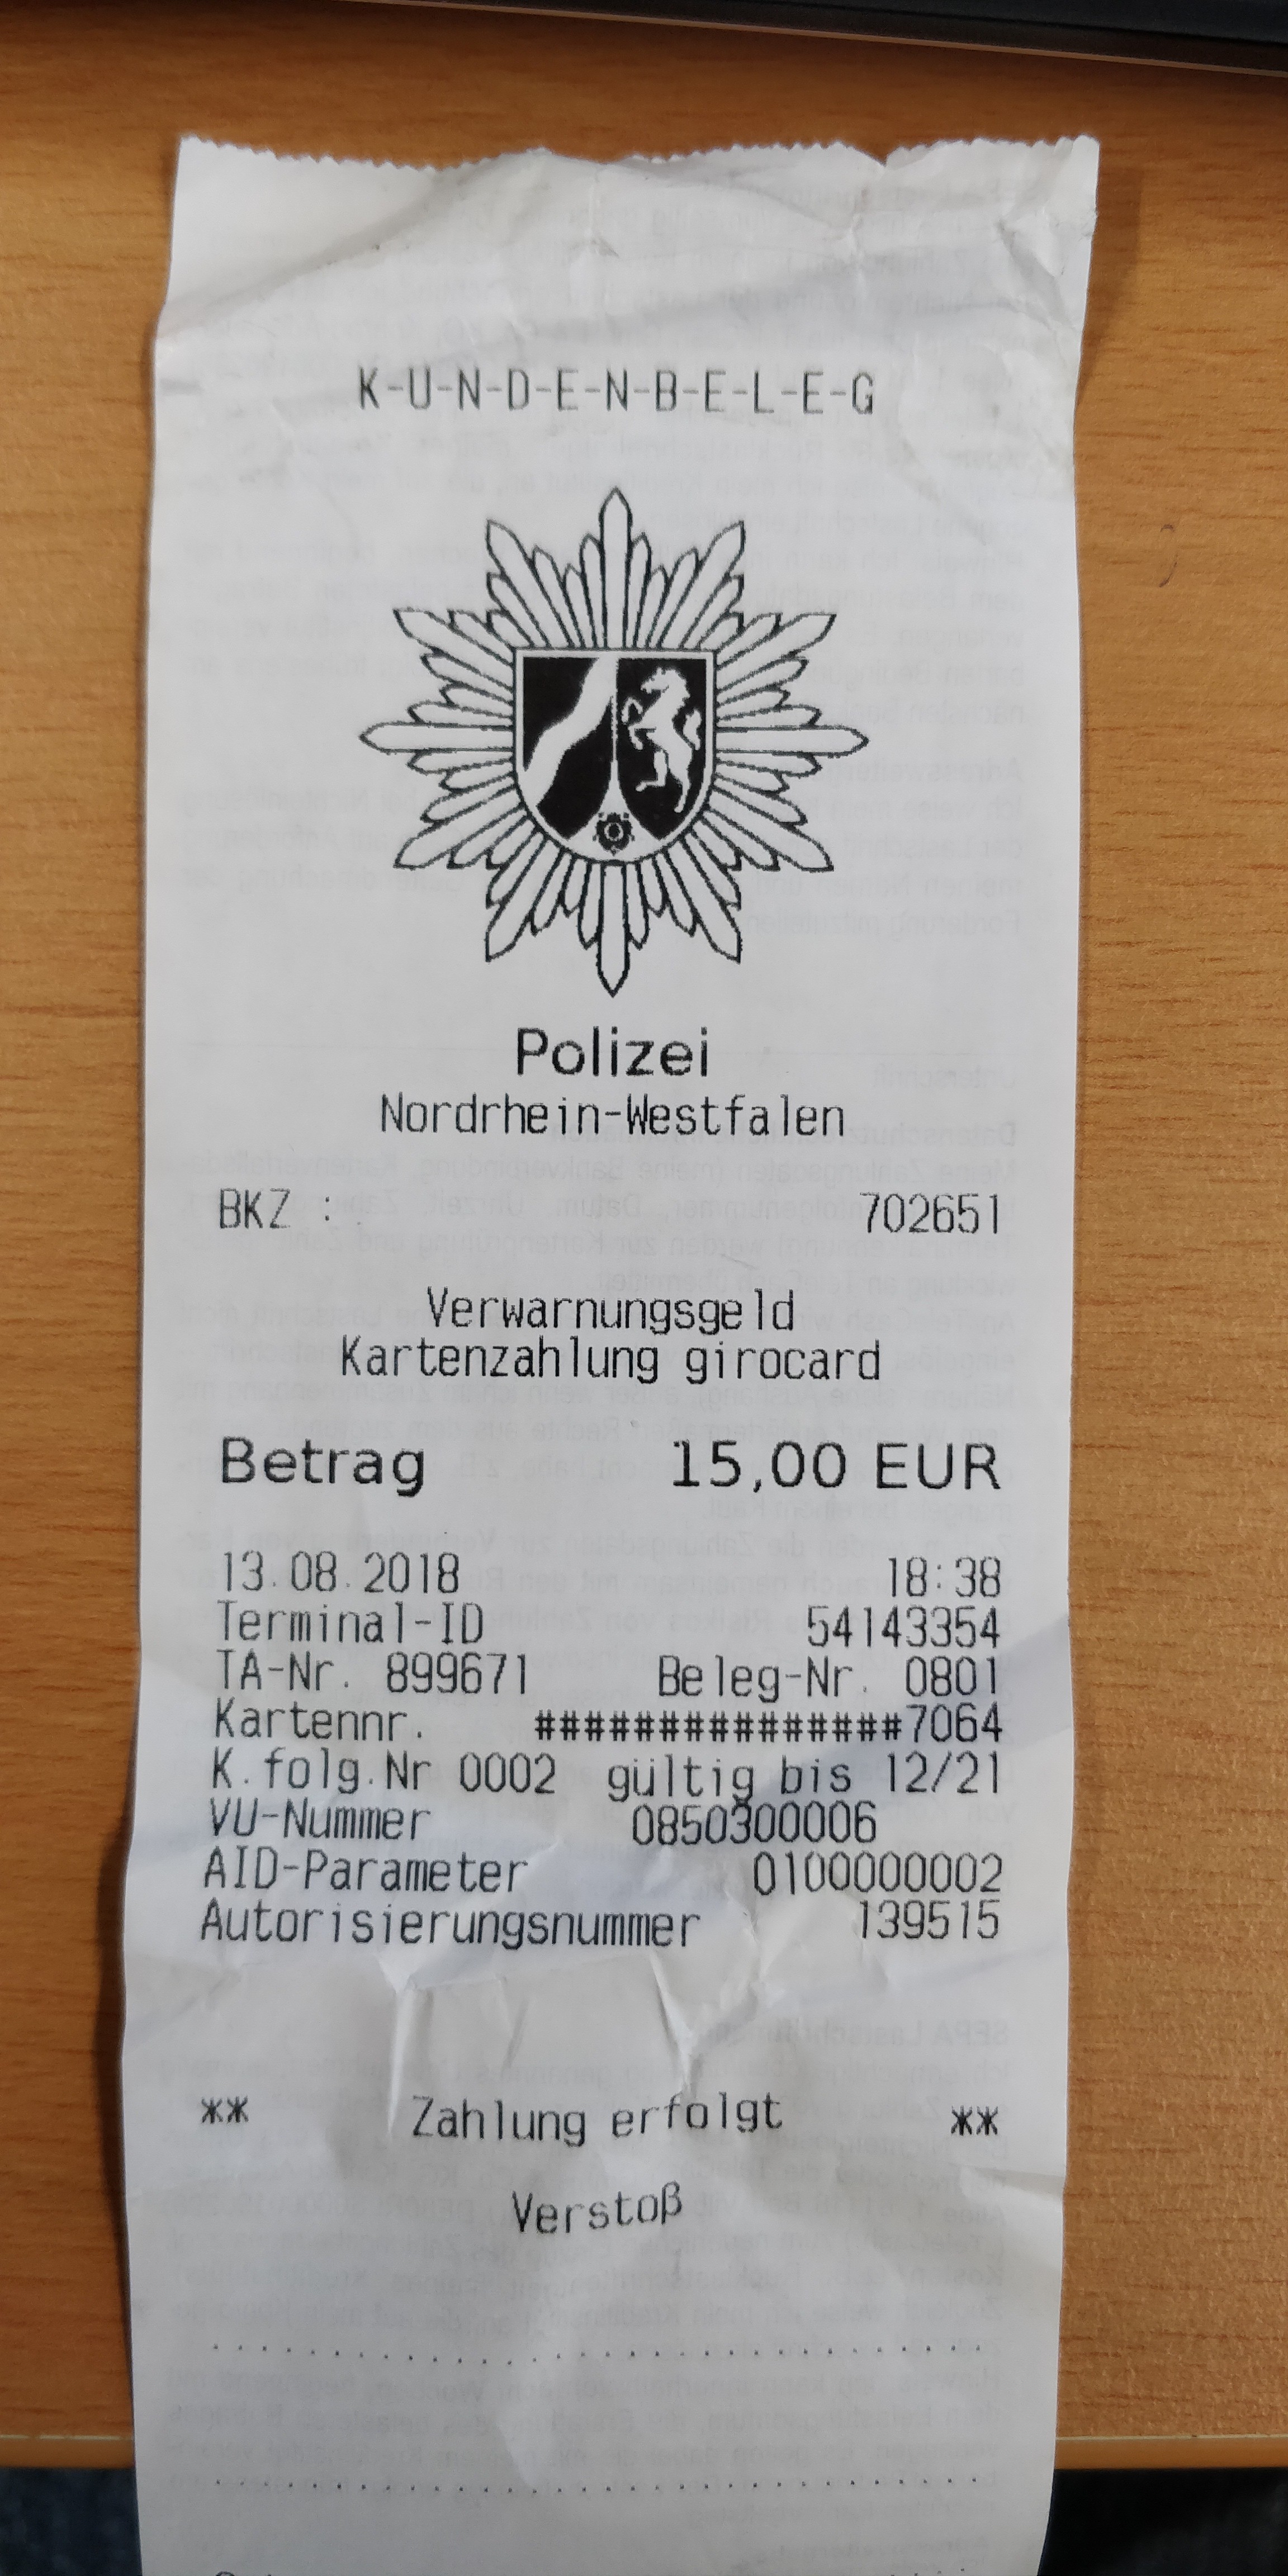 K-U-N-D-E-N-B-E-L-E-G
Polizei
Nordrhein-Westfalen
BKZ : 702651
Verwarnungsgeld
Kartenzahlung girocard
Betrag 15,00 EUR
13.08.2018 18:38
Terminal-ID 54143354
TA-Nr. 899671 Beleg-Nr. 0801
Kartennr. ###############7064
K.folg.Nr 0002 gültig bis 12/21
VU-Nummer 0850300006
AID-Parameter 0100000002
Autorisierungsnummer 139515
** Zahlung erfolgt **
Verstoß